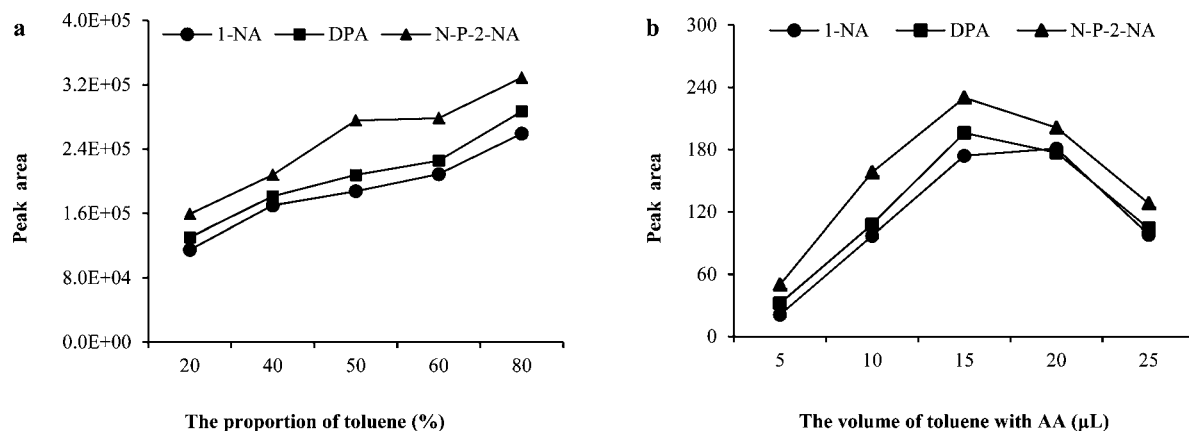 a
4.0E+05
3.2E+05
2.4E+05
1.6E+05
8.0E+04
0.0E+00
Peak area
1-NA DPA N-P-2-NA
20 40 50 60 80
The proportion of toluene (%)
b
300
240
180
120
60
0
Peak area
1-NA DPA N-P-2-NA
5 10 15 20 25
The volume of toluene with AA (µL)